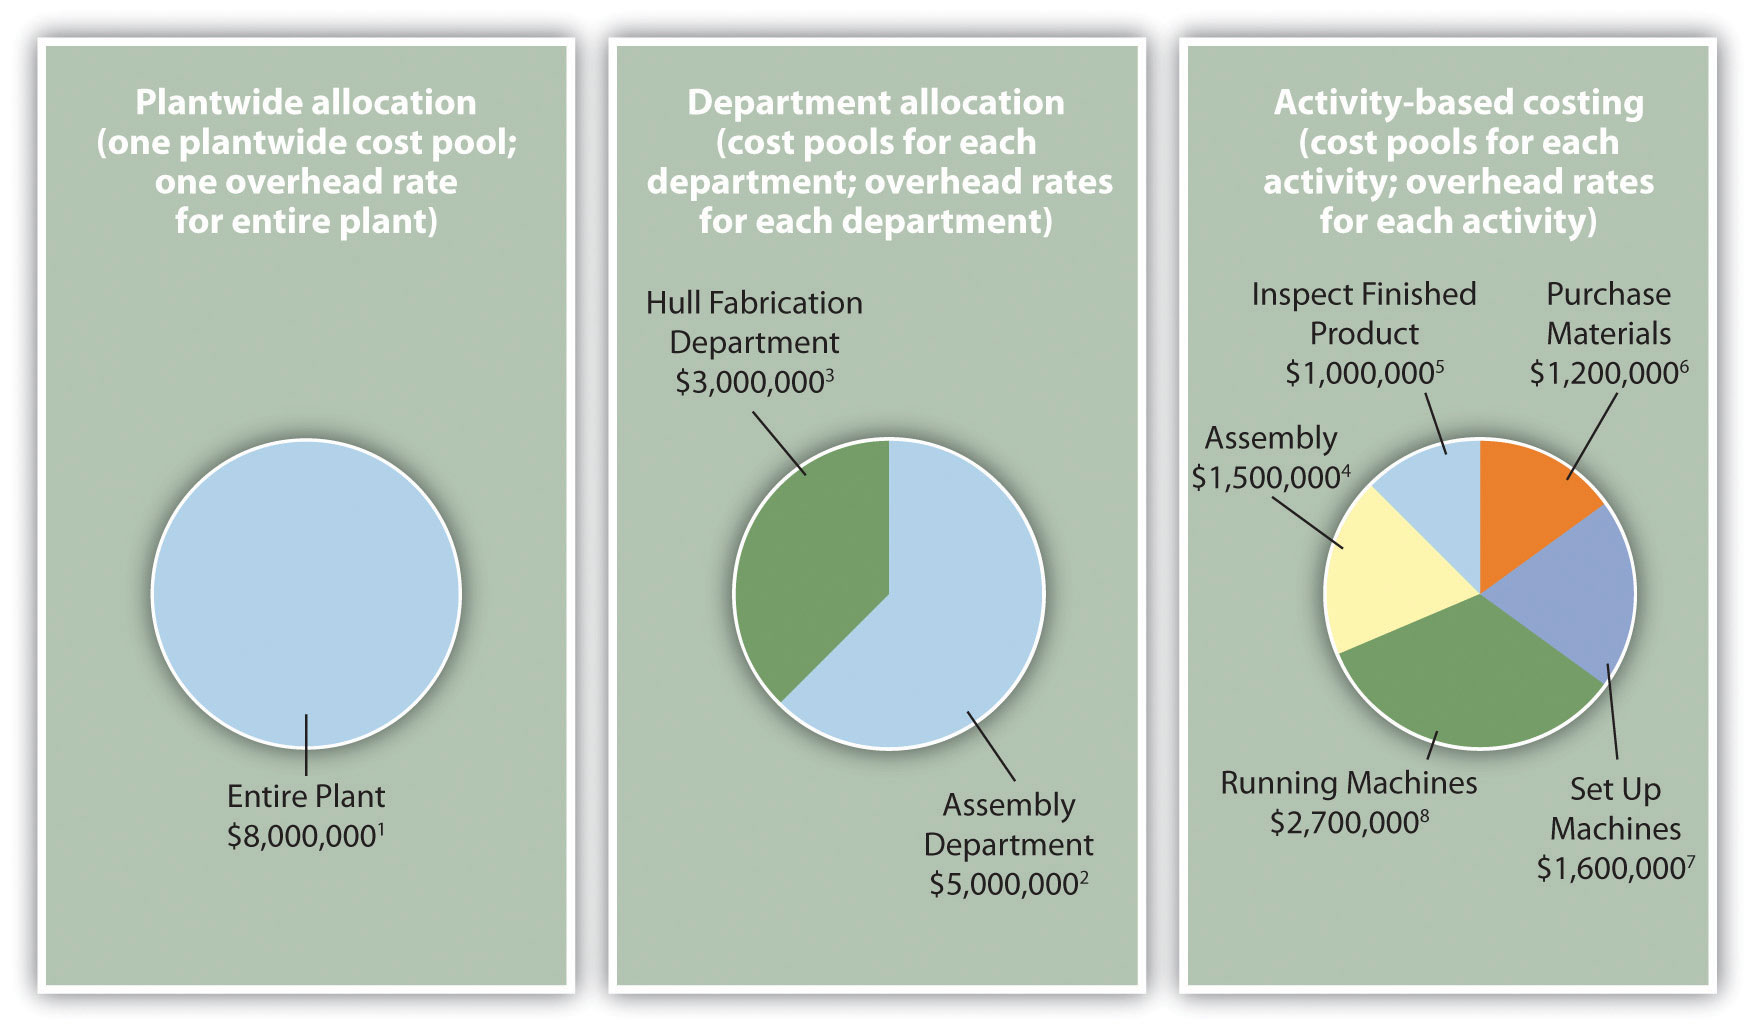 Plantwide allocation
(one plantwide cost pool;
one overhead rate
for entire plant)
Entire Plant
$8,000,000¹
Department allocation
(cost pools for each
department; overhead rates
for each department)
Hull Fabrication
Department
$3,000,000³
Assembly
Department
$5,000,000²
Activity-based costing
(cost pools for each
activity; overhead rates
for each activity)
Inspect Finished
Product
$1,000,000⁵
Purchase
Materials
$1,200,000⁶
Assembly
$1,500,000⁴
Running Machines
$2,700,000⁸
Set Up
Machines
$1,600,000⁷